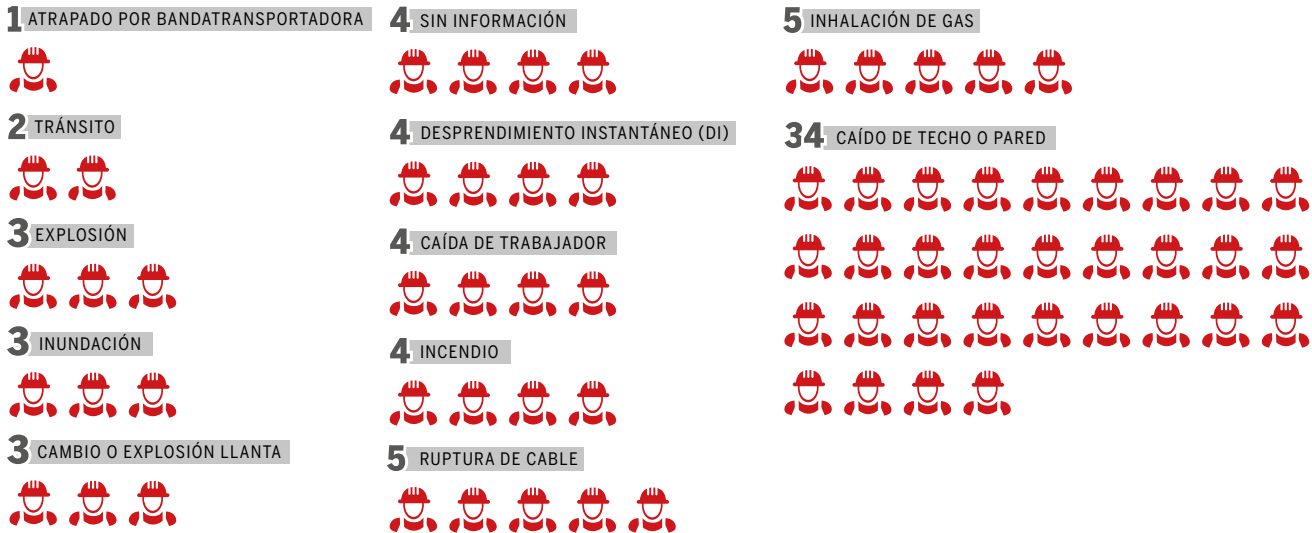 1 ATRAPADO POR BANDATRANSPORTADORA
2 TRÁNSITO
3 EXPLOSIÓN
3 INUNDACIÓN
3 CAMBIO O EXPLOSIÓN LLANTA
4 SIN INFORMACIÓN
4 DESPRENDIMIENTO INSTANTÁNEO (DI)
4 CAÍDA DE TRABAJADOR
4 INCENDIO
5 RUPTURA DE CABLE
5 INHALACIÓN DE GAS
34 CAÍDO DE TECHO O PARED